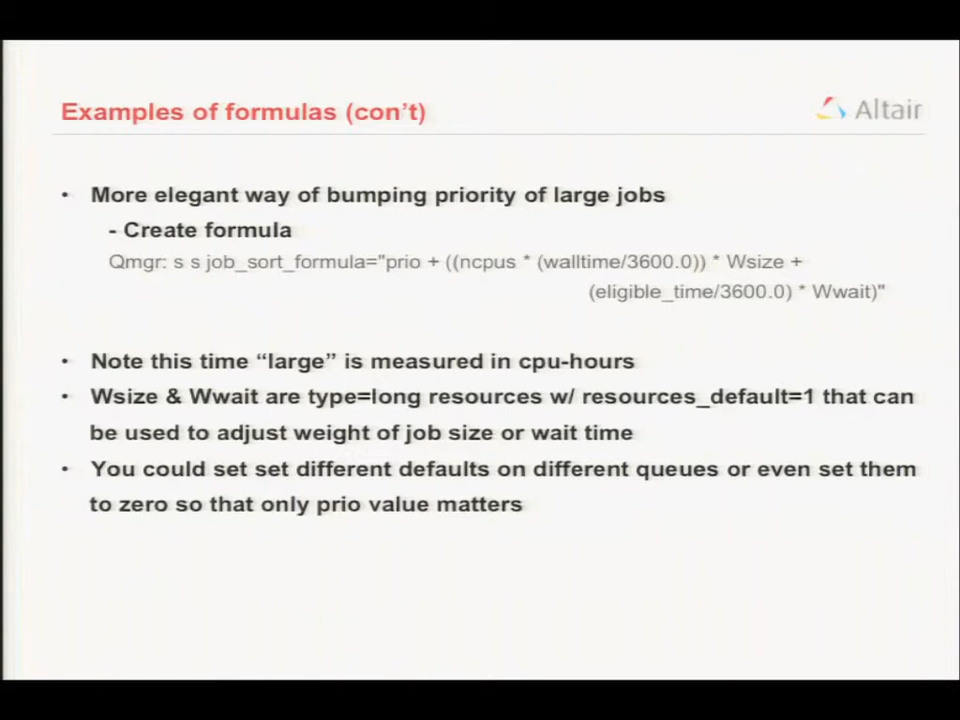 Examples of formulas (con't)
Altair
• More elegant way of bumping priority of large jobs
- Create formula
Qmgr: s s job_sort_formula="prio + ((ncpus * (walltime/3600.0)) * Wsize +
(eligible_time/3600.0) * Wwait)"
• Note this time “large” is measured in cpu-hours
• Wsize & Wwait are type=long resources w/ resources_default=1 that can
be used to adjust weight of job size or wait time
• You could set set different defaults on different queues or even set them
to zero so that only prio value matters